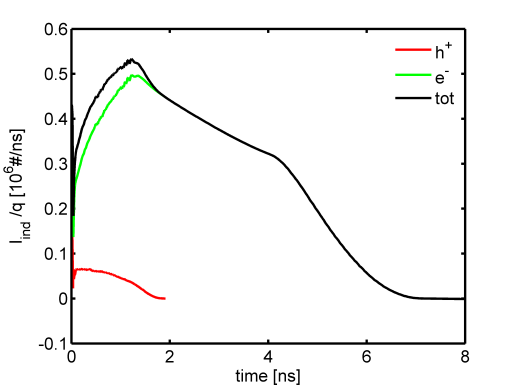 0.6
0.5
0.4
0.3
0.2
0.1
0
-0.1
I_ind /q [10^6#/ns]
h^+
e^-
tot
0 2 4 6 8
time [ns]